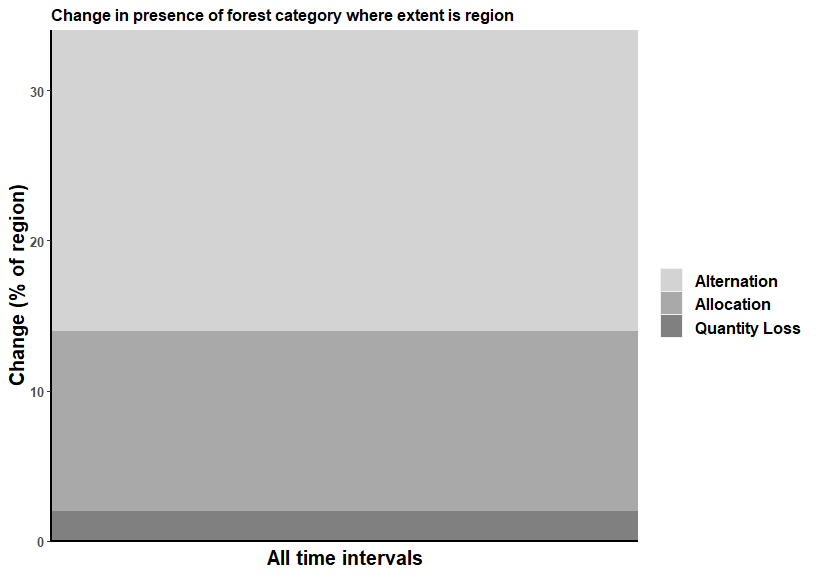 Change in presence of forest category where extent is region
Change (% of region)
30
20
10
0
All time intervals
Alternation
Allocation
Quantity Loss